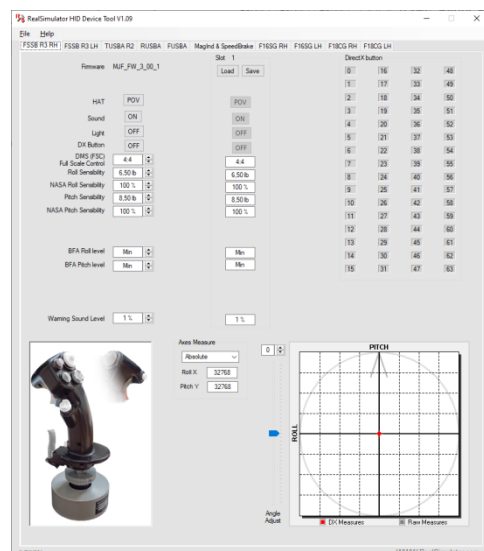 RealSimulator HID Device Tool V1.09
File Help
FSSB R3 RH FSSB R3 LH TUSBA R2 RUSBA FUSBA MagInd & SpeedBrake F16SG RH F16SG LH F18CG RH F18CG LH
Slot 1 DirectX button
Firmware MJF_FW_3_00_1 Load Save
0 16 32 48
1 17 33 49
HAT POV POV 2 18 34 50
3 19 35 51
Sound ON ON 4 20 36 52
Light OFF OFF 5 21 37 53
DX Button OFF OFF 6 22 38 54
DMS (FSC)
Full Scale Control 4:4 4:4 7 23 39 55
Roll Sensibility 6,50 lb 6,50 lb 8 24 40 56
NASA Roll Sensibility 100 % 100 % 9 25 41 57
Pitch Sensibility 8,50 lb 8,50 lb 10 26 42 58
NASA Pitch Sensibility 100 % 100 % 11 27 43 59
12 28 44 60
BFA Roll level Min Min 13 29 45 61
BFA Pitch level Min Min 14 30 46 62
15 31 47 63
Warning Sound Level 1 % 1 %
Axes Measure
Absolute
0
Roll X 32768
Pitch Y 32768
PITCH
ROLL
Angle
Adjust
DX Measures Raw Measures